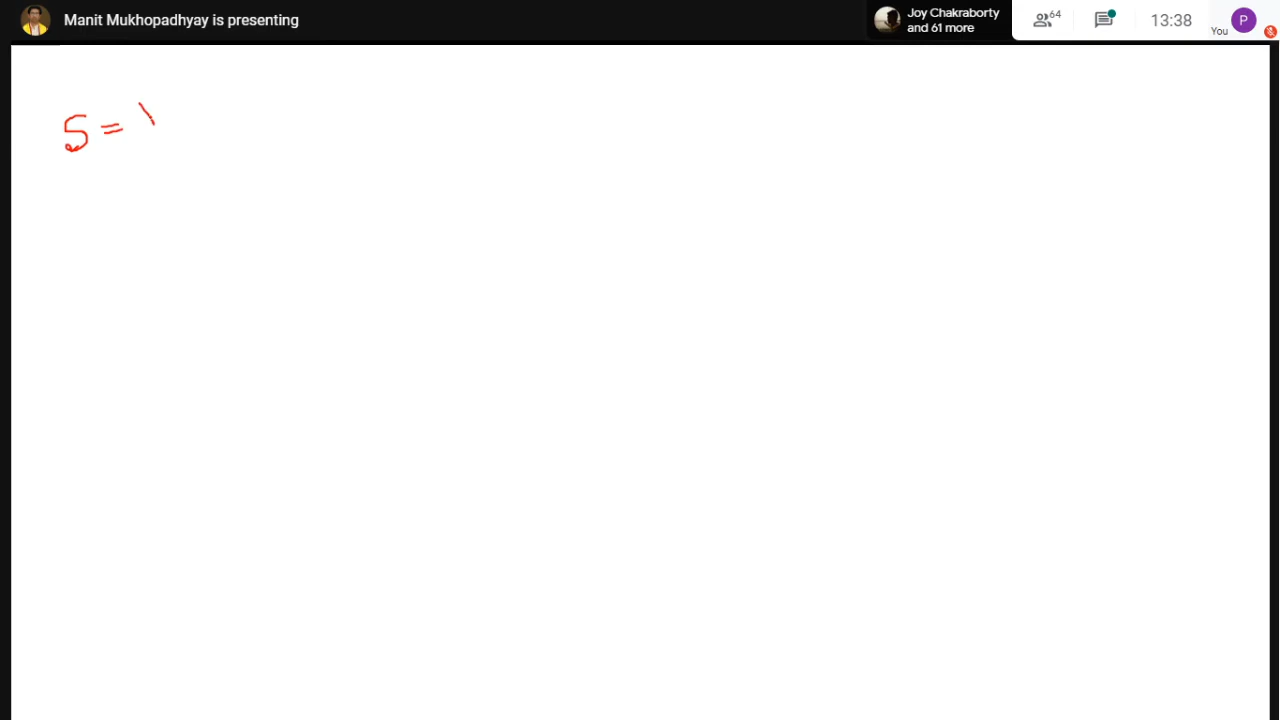 Manit Mukhopadhyay is presenting
Joy Chakraborty
and 61 more
64
13:38
You
P
S =